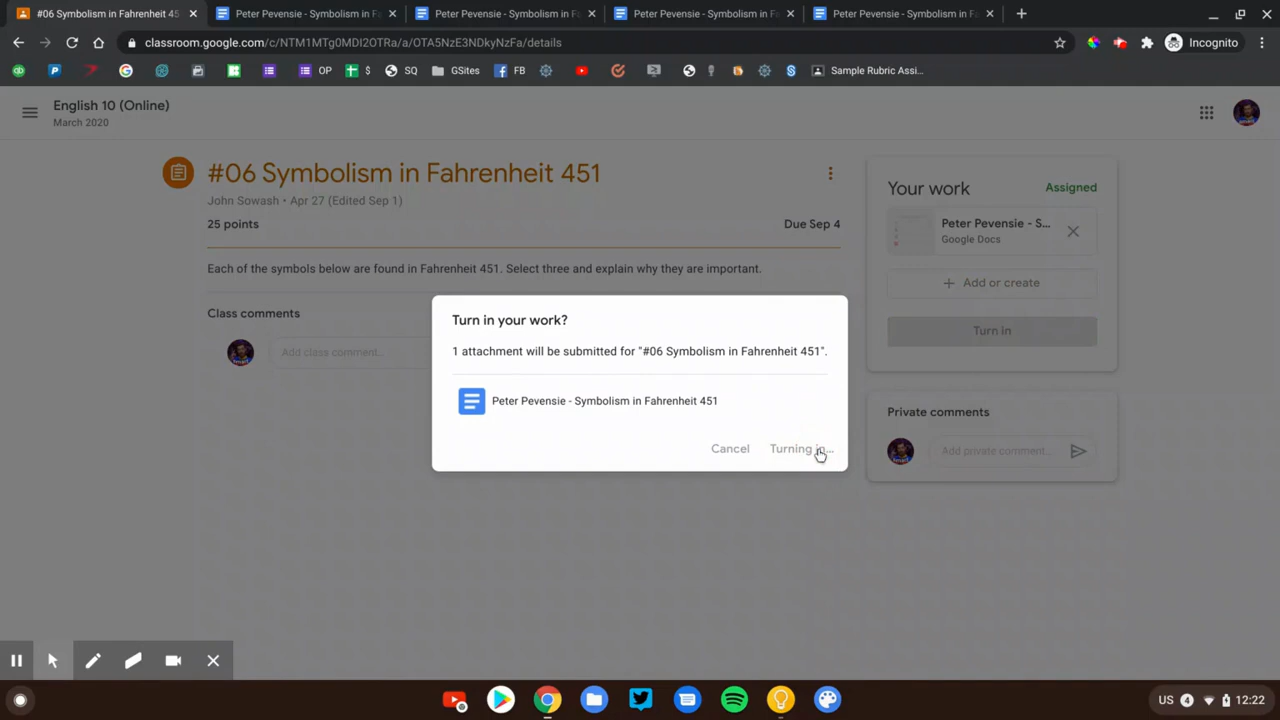 #06 Symbolism in Fahrenheit 45
Peter Pevensie - Symbolism in F
Peter Pevensie - Symbolism in F
Peter Pevensie - Symbolism in Fa
Peter Pevensie - Symbolism in Fa
classroom.google.com/c/NTM1MTg0MDI2OTRa/a/OTA5NzE3NDkyNzFa/details
Incognito
OP
$
SQ
GSites
FB
Sample Rubric Assi...
English 10 (Online)
March 2020
#06 Symbolism in Fahrenheit 451
John Sowash • Apr 27 (Edited Sep 1)
25 points
Due Sep 4
Each of the symbols below are found in Fahrenheit 451. Select three and explain why they are important.
Class comments
Add class comment...
Your work
Assigned
Peter Pevensie - S...
Google Docs
Add or create
Turn in
Private comments
Add private comment...
Turn in your work?
1 attachment will be submitted for "#06 Symbolism in Fahrenheit 451".
Peter Pevensie - Symbolism in Fahrenheit 451
Cancel
Turning in...
US
4
12:22